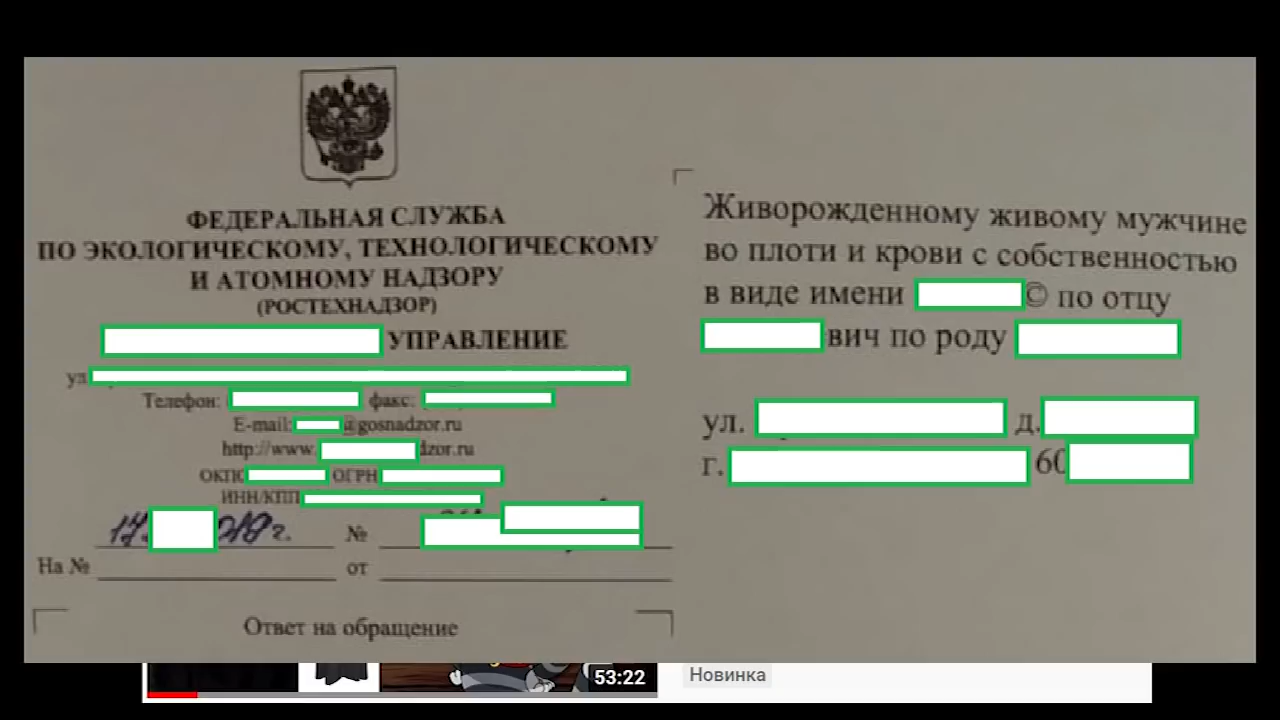 ФЕДЕРАЛЬНАЯ СЛУЖБА
ПО ЭКОЛОГИЧЕСКОМУ, ТЕХНОЛОГИЧЕСКОМУ
И АТОМНОМУ НАДЗОРУ
(РОСТЕХНАДЗОР)
УПРАВЛЕНИЕ
ул
Телефон: факс:
E-mail: @gosnadzor.ru
http://www. dzor.ru
ОКПО ОГРН
ИНН/КПП
№
На № от
Ответ на обращение
Живорожденному живому мужчине
во плоти и крови с собственностью
в виде имени © по отцу
вич по роду
ул. д.
г. 60
53:22
Новинка